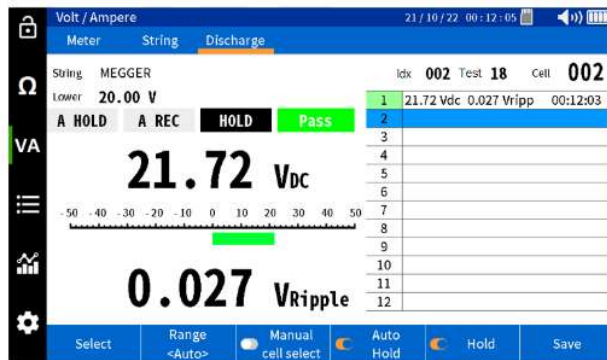 Volt / Ampere 21/10/22 00:12:05
Meter String Discharge
String MEGGER Idx 002 Test 18 Cell 002
Lower 20.00 V
A HOLD A REC HOLD Pass
1 21.72 Vdc 0.027 Vripp 00:12:03
2
3
4
5
6
7
8
9
10
11
12
Ω
VA
21.72 VDC
-50 -40 -30 -20 -10 0 10 20 30 40 50
0.027 VRipple
Select
Range
<Auto>
Manual
cell select
Auto
Hold
Hold
Save